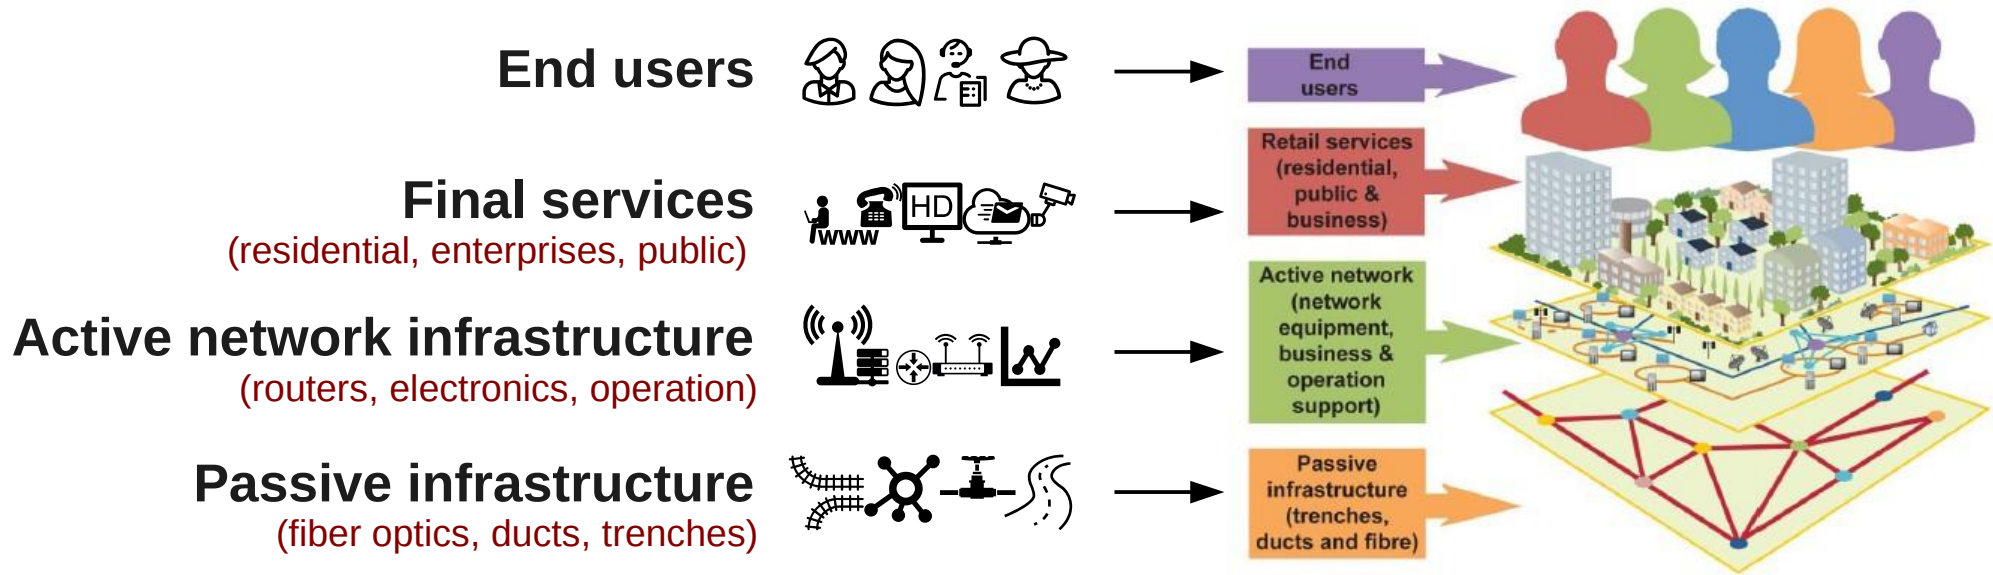 End users
End
users
Final services
(residential, enterprises, public)
HD
www
Retail services
(residential,
public &
business)
Active network infrastructure
(routers, electronics, operation)
Active network
(network
equipment,
business &
operation
support)
Passive infrastructure
(fiber optics, ducts, trenches)
Passive
infrastructure
(trenches,
ducts and fibre)